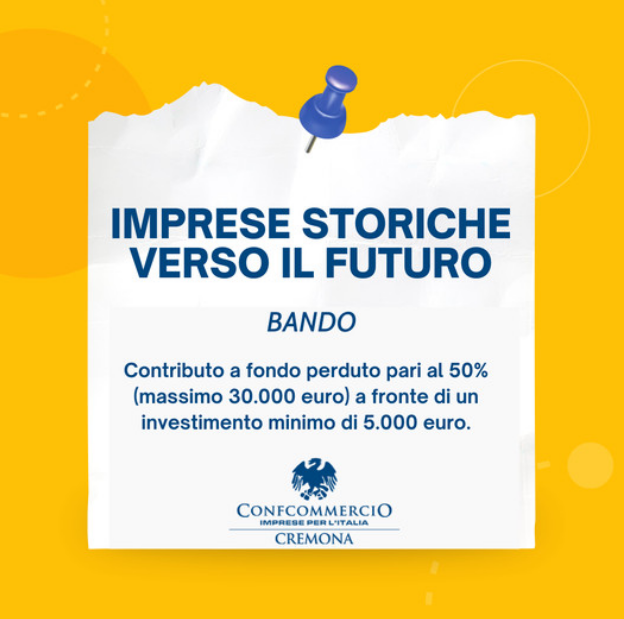 IMPRESE STORICHE
VERSO IL FUTURO
BANDO
Contributo a fondo perduto pari al 50%
(massimo 30.000 euro) a fronte di un
investimento minimo di 5.000 euro.
CONFCOMMERCIO
IMPRESE PER L'ITALIA
CREMONA